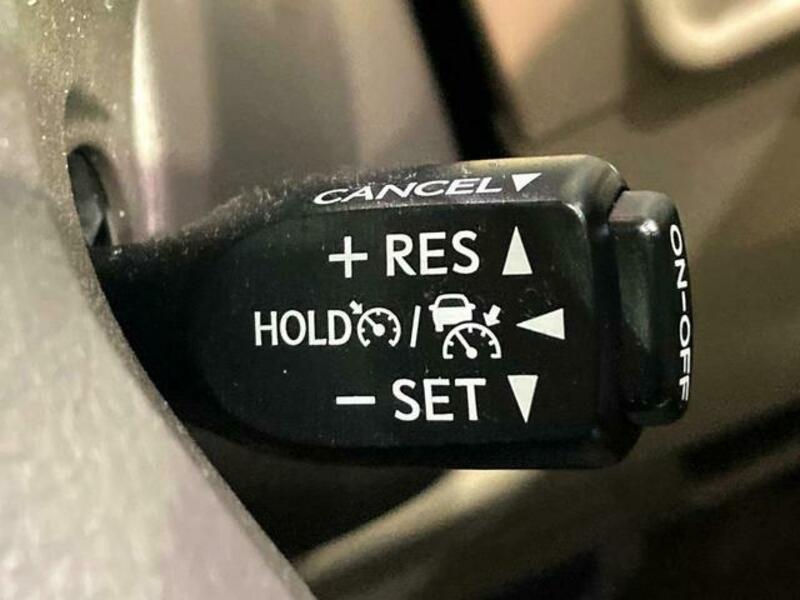 CANCEL
+ RES
HOLD /
- SET
ON-OFF